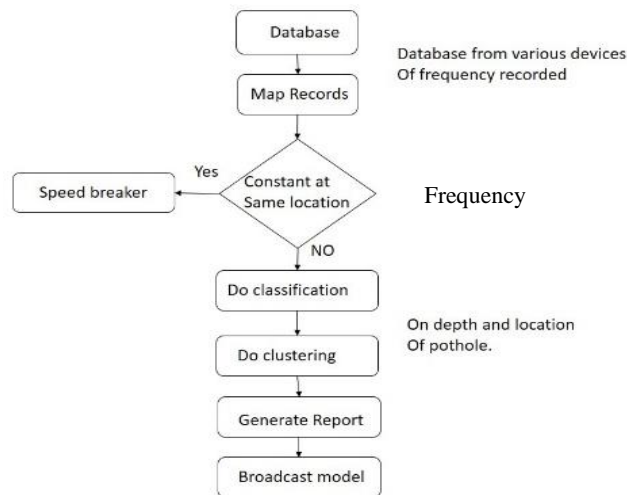 Database
Database from various devices
Of frequency recorded
Map Records
Yes
Constant at
Same location
Speed breaker
Frequency
NO
Do classification
On depth and location
Of pothole.
Do clustering
Generate Report
Broadcast model